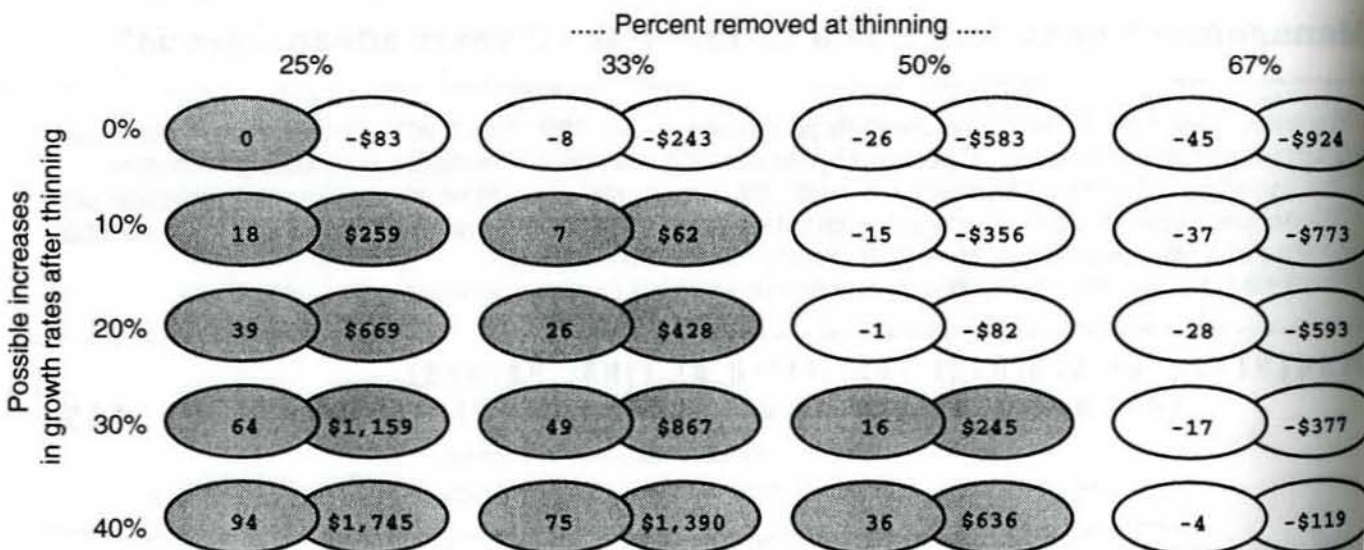 ..... Percent removed at thinning .....
25% 33% 50% 67%
Possible increases
in growth rates after thinning
0% 0 -$83 -8 -$243 -26 -$583 -45 -$924
10% 18 $259 7 $62 -15 -$356 -37 -$773
20% 39 $669 26 $428 -1 -$82 -28 -$593
30% 64 $1,159 49 $867 16 $245 -17 -$377
40% 94 $1,745 75 $1,390 36 $636 -4 -$119